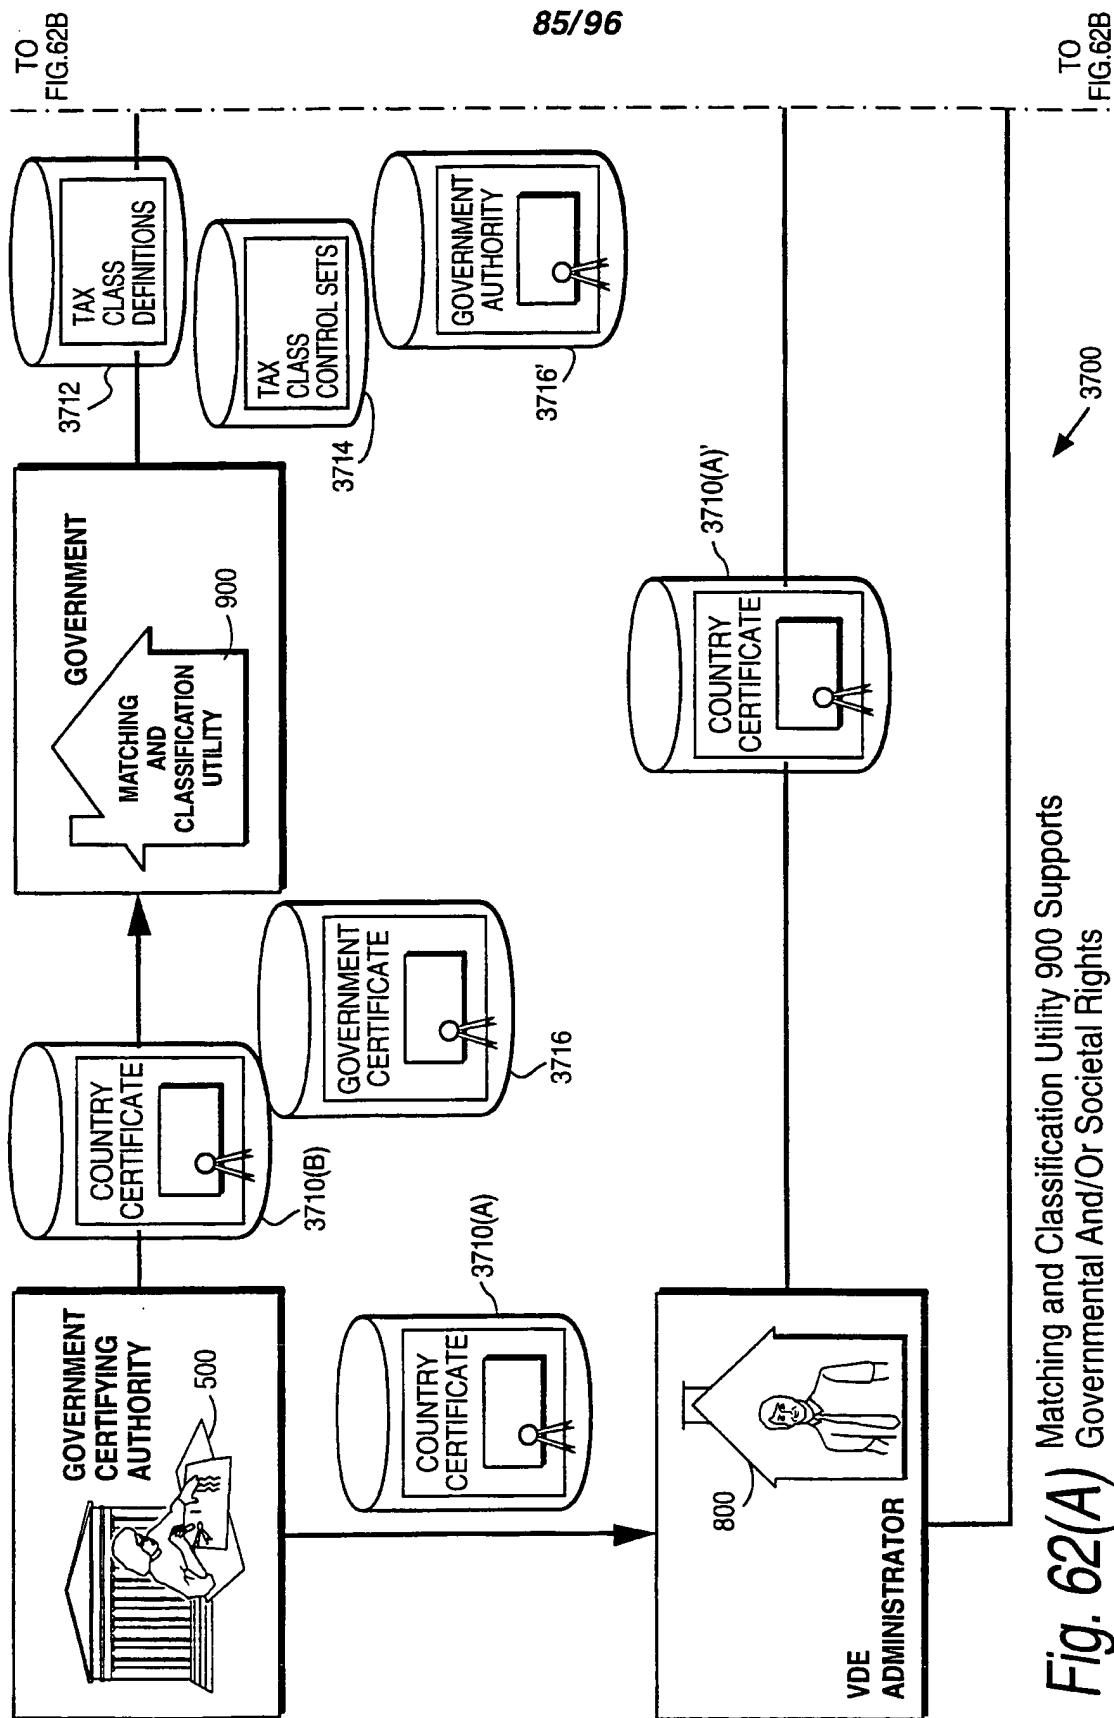 85/96
TO
FIG.62B
TO
FIG.62B
GOVERNMENT
CERTIFYING
AUTHORITY
500
COUNTRY
CERTIFICATE
3710(B)
GOVERNMENT
CERTIFICATE
3716
GOVERNMENT
MATCHING
AND
CLASSIFICATION
UTILITY
900
TAX
CLASS
DEFINITIONS
3712
TAX
CLASS
CONTROL SETS
3714
GOVERNMENT
AUTHORITY
3716'
COUNTRY
CERTIFICATE
3710(A)
VDE
ADMINISTRATOR
800
COUNTRY
CERTIFICATE
3710(A)'
3700
Fig. 62(A) Matching and Classification Utility 900 Supports
Governmental And/Or Societal Rights